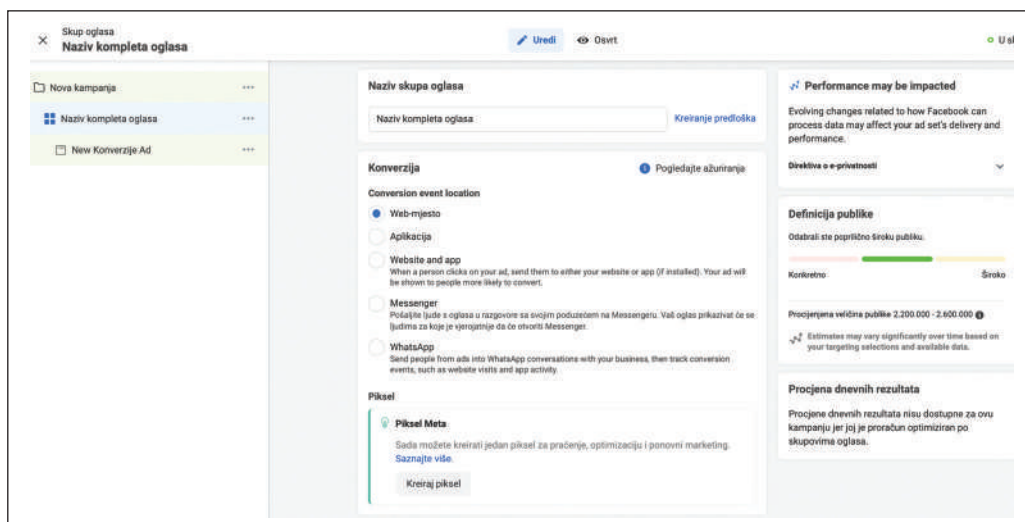 Skup oglasa
Naziv kompleta oglasa
Uredi
Osvrt
Nova kampanja
Naziv kompleta oglasa
New Konverzije Ad
Naziv skupa oglasa
Naziv kompleta oglasa
Kreiranje predloška
Konverzija
Pogledajte ažuriranja
Conversion event location
Web-mjesto
Aplikacija
Website and app
When a person clicks on your ad, send them to either your website or app (if installed). Your ad will
be shown to people more likely to convert.
Messenger
Pošaljite ljude s oglasa u razgovore sa svojim poduzećem na Messengeru. Vaš oglas prikazivat će se
ljudima za koje je vjerojatnije da će otvoriti Messenger.
WhatsApp
Send people from ads into WhatsApp conversations with your business, then track conversion
events, such as website visits and app activity.
Piksel
Piksel Meta
Sada možete kreirati jedan piksel za praćenje, optimizaciju i ponovni marketing.
Saznajte više.
Kreiraj piksel
Performance may be impacted
Evolving changes related to how Facebook can
process data may affect your ad set's delivery and
performance.
Direktiva o e-privatnosti
Definicija publike
Odabrali ste poprilično široku publiku.
Konkretno
Široko
Procijenjena veličina publike 2.200.000 - 2.600.000
Estimates may vary significantly over time based on
your targeting selections and available data.
Procjena dnevnih rezultata
Procjene dnevnih rezultata nisu dostupne za ovu
kampanju jer joj je proračun optimiziran po
skupovima oglasa.